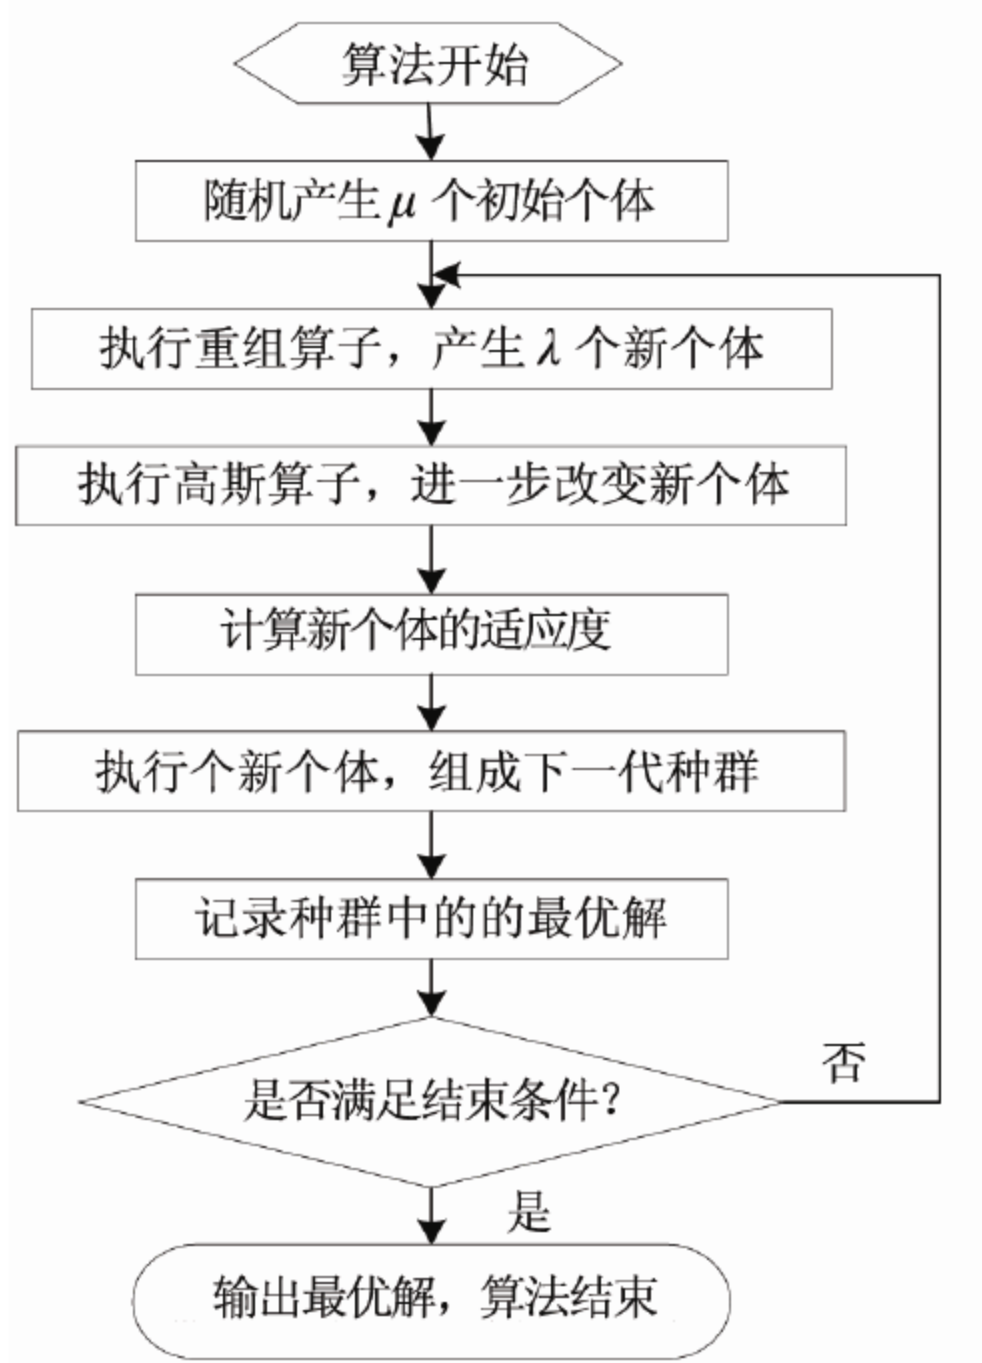 算法开始
随机产生μ 个初始个体
执行重组算子，产生 λ 个新个体
执行高斯算子，进一步改变新个体
计算新个体的适应度
执行个新个体，组成下一代种群
记录种群中的的最优解
是否满足结束条件？
否
是
输出最优解，算法结束